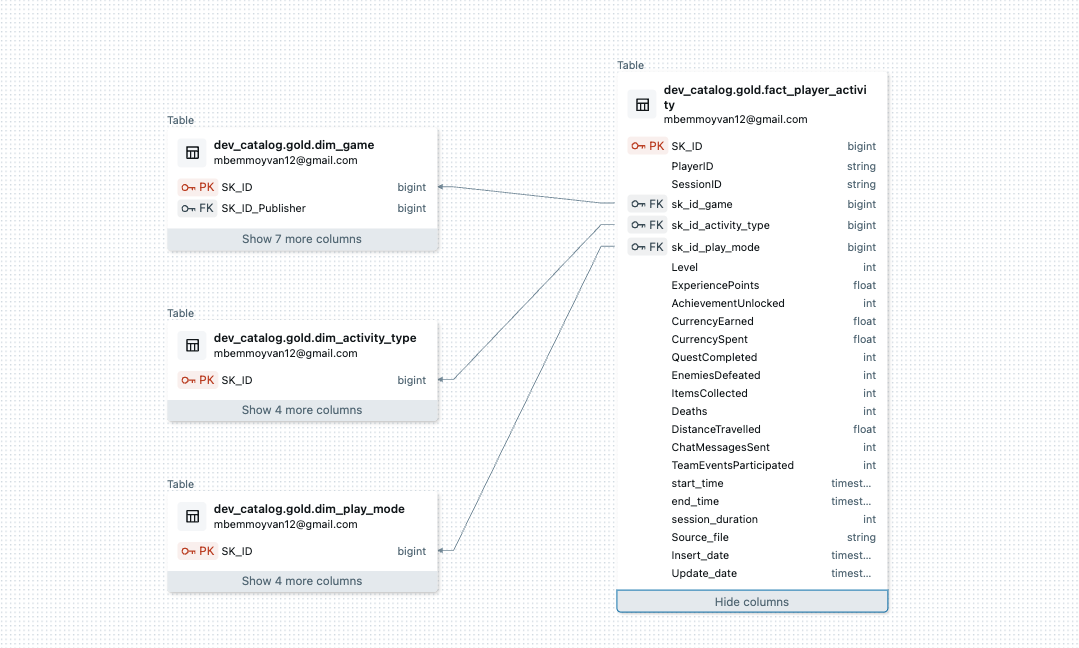 Table
dev_catalog.gold.dim_game
mbemmoyvan12@gmail.com
PK SK_ID bigint
FK SK_ID_Publisher bigint
Show 7 more columns
Table
dev_catalog.gold.dim_activity_type
mbemmoyvan12@gmail.com
PK SK_ID bigint
Show 4 more columns
Table
dev_catalog.gold.dim_play_mode
mbemmoyvan12@gmail.com
PK SK_ID bigint
Show 4 more columns
Table
dev_catalog.gold.fact_player_activi
ty
mbemmoyvan12@gmail.com
PK SK_ID bigint
PlayerID string
SessionID string
FK sk_id_game bigint
FK sk_id_activity_type bigint
FK sk_id_play_mode bigint
Level int
ExperiencePoints float
AchievementUnlocked int
CurrencyEarned float
CurrencySpent float
QuestCompleted int
EnemiesDefeated int
ItemsCollected int
Deaths int
DistanceTravelled float
ChatMessagesSent int
TeamEventsParticipated int
start_time timest...
end_time timest...
session_duration int
Source_file string
Insert_date timest...
Update_date timest...
Hide columns